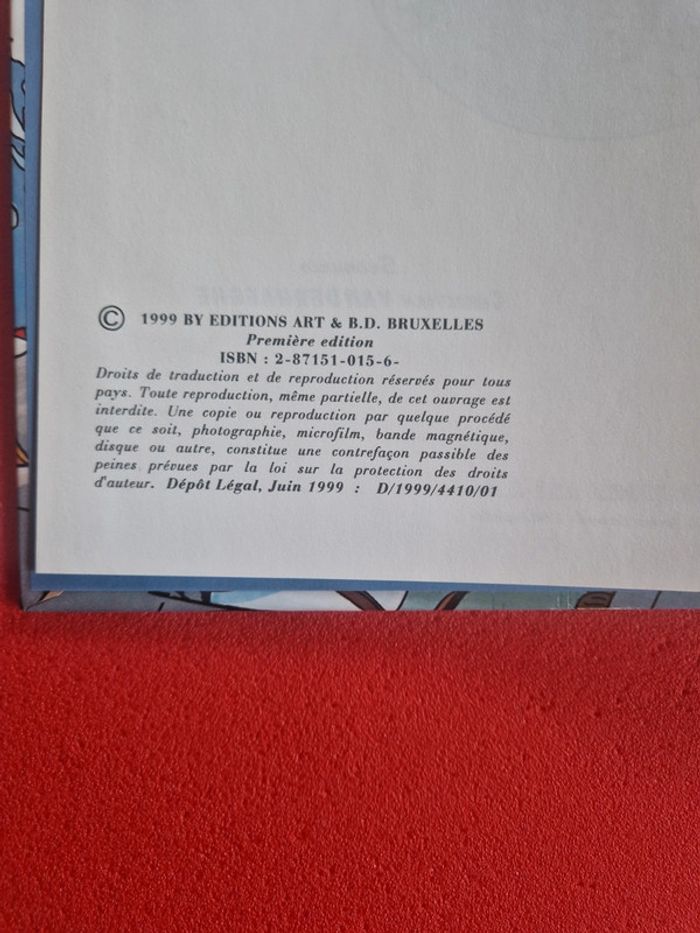 © 1999 BY EDITIONS ART & B.D. BRUXELLES
Première edition
ISBN : 2-87151-015-6-
Droits de traduction et de reproduction réservés pour tous
pays. Toute reproduction, même partielle, de cet ouvrage est
interdite. Une copie ou reproduction par quelque procédé
que ce soit, photographie, microfilm, bande magnétique,
disque ou autre, constitue une contrefaçon passible des
peines prévues par la loi sur la protection des droits
d'auteur. Dépôt Légal, Juin 1999 : D/1999/4410/01